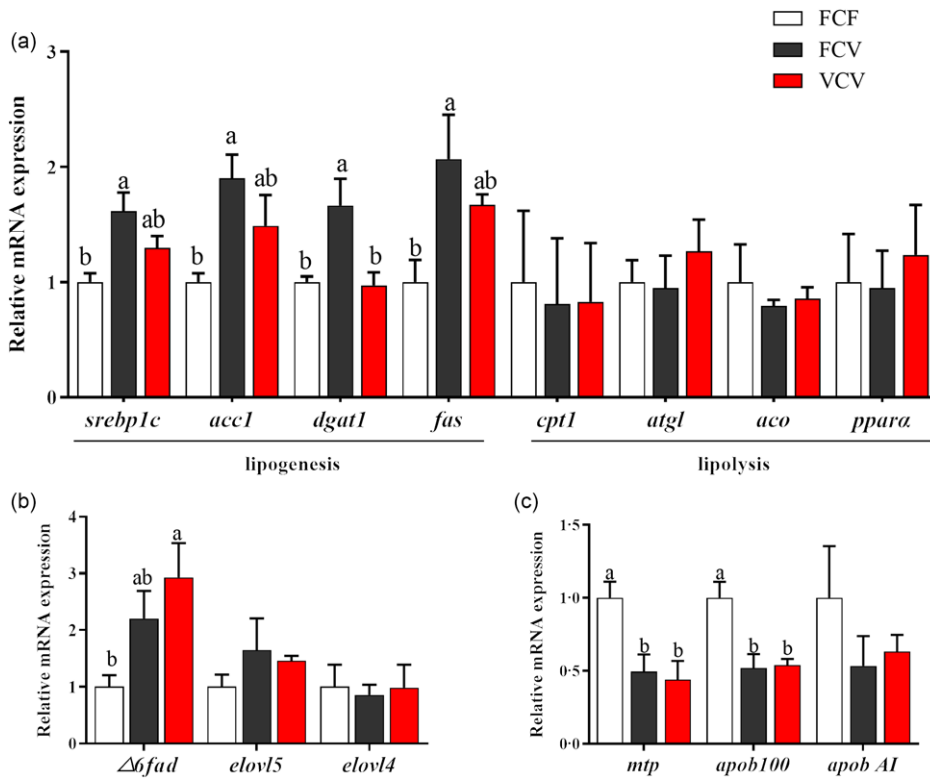 (a)
FCF
FCV
VCV
Relative mRNA expression
3
2
1
0
b a ab
b a ab
b a b
b a ab
srebp1c acc1 dgat1 fas cpt1 atgl aco pparα
lipogenesis lipolysis
(b)
Relative mRNA expression
4
3
2
1
0
b ab a
Δ6fad elovl5 elovl4
(c)
Relative mRNA expression
1·5
1·0
0·5
0·0
a b b
a b b
mtp apob100 apob AI